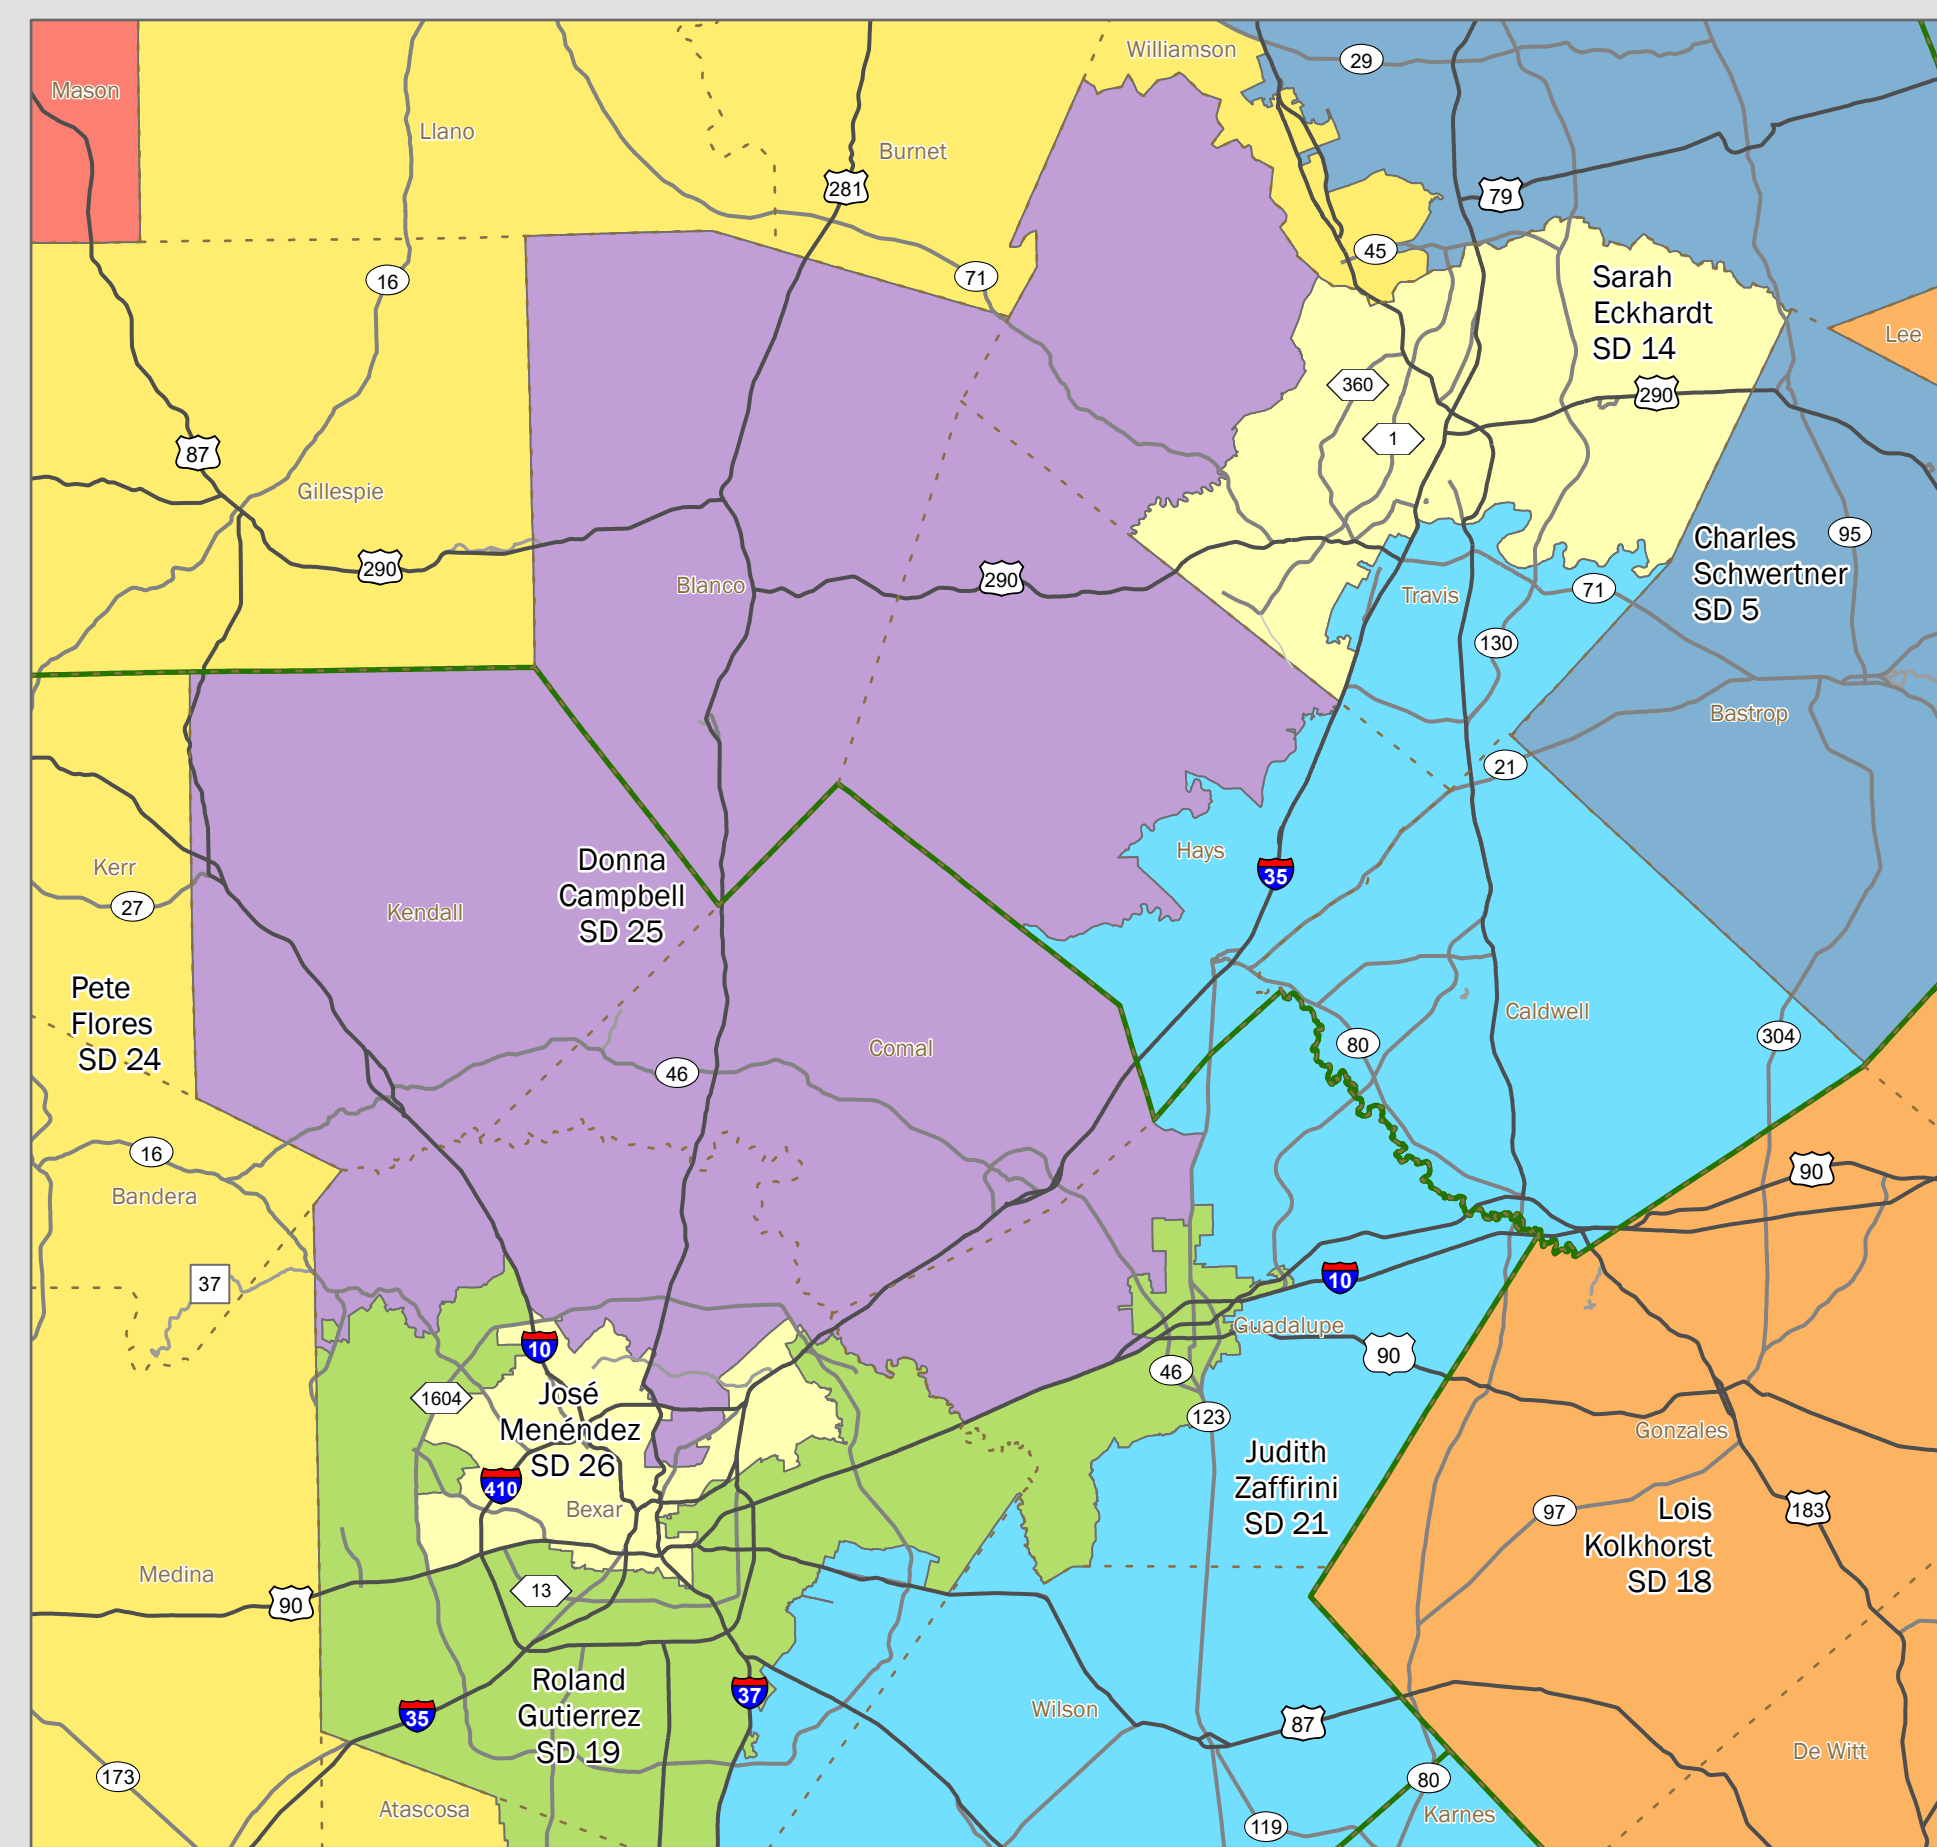 Williamson
29
Mason
Llano
Burnet
281
79
45
71
16
Sarah
Eckhardt
SD 14
Lee
360
290
1
87
Gillespie
Charles
Schwertner
SD 5
95
290
Blanco
290
Travis
71
130
Bastrop
21
Kerr
27
Kendall
Donna
Campbell
SD 25
Hays
35
Pete
Flores
SD 24
Comal
46
80
Caldwell
304
16
Bandera
90
37
10
Guadalupe
90
10
1604
José
Menéndez
SD 26
46
123
410
Bexar
Judith
Zaffirini
SD 21
Gonzales
97
Lois
Kolkhorst
SD 18
183
Medina
90
13
Roland
Gutierrez
SD 19
35
37
Wilson
87
De Witt
173
Atascosa
80
Karnes
119